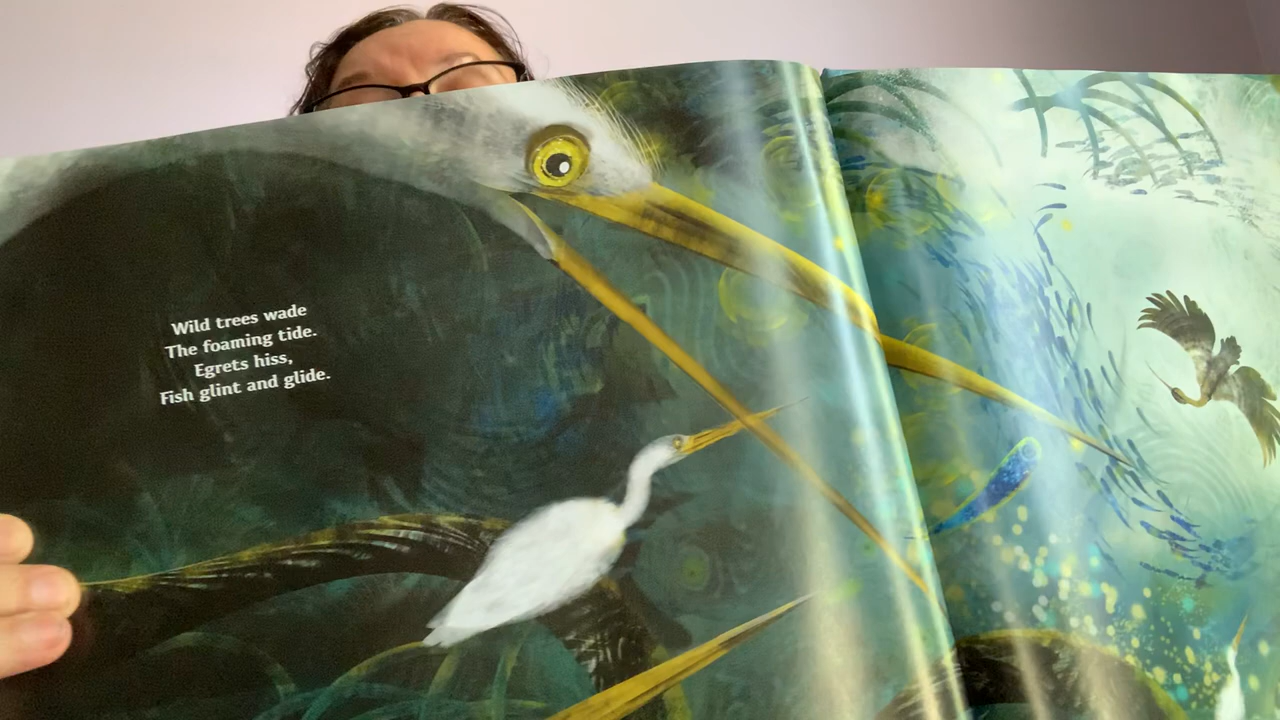 Wild trees wade
The foaming tide.
Egrets hiss,
Fish glint and glide.